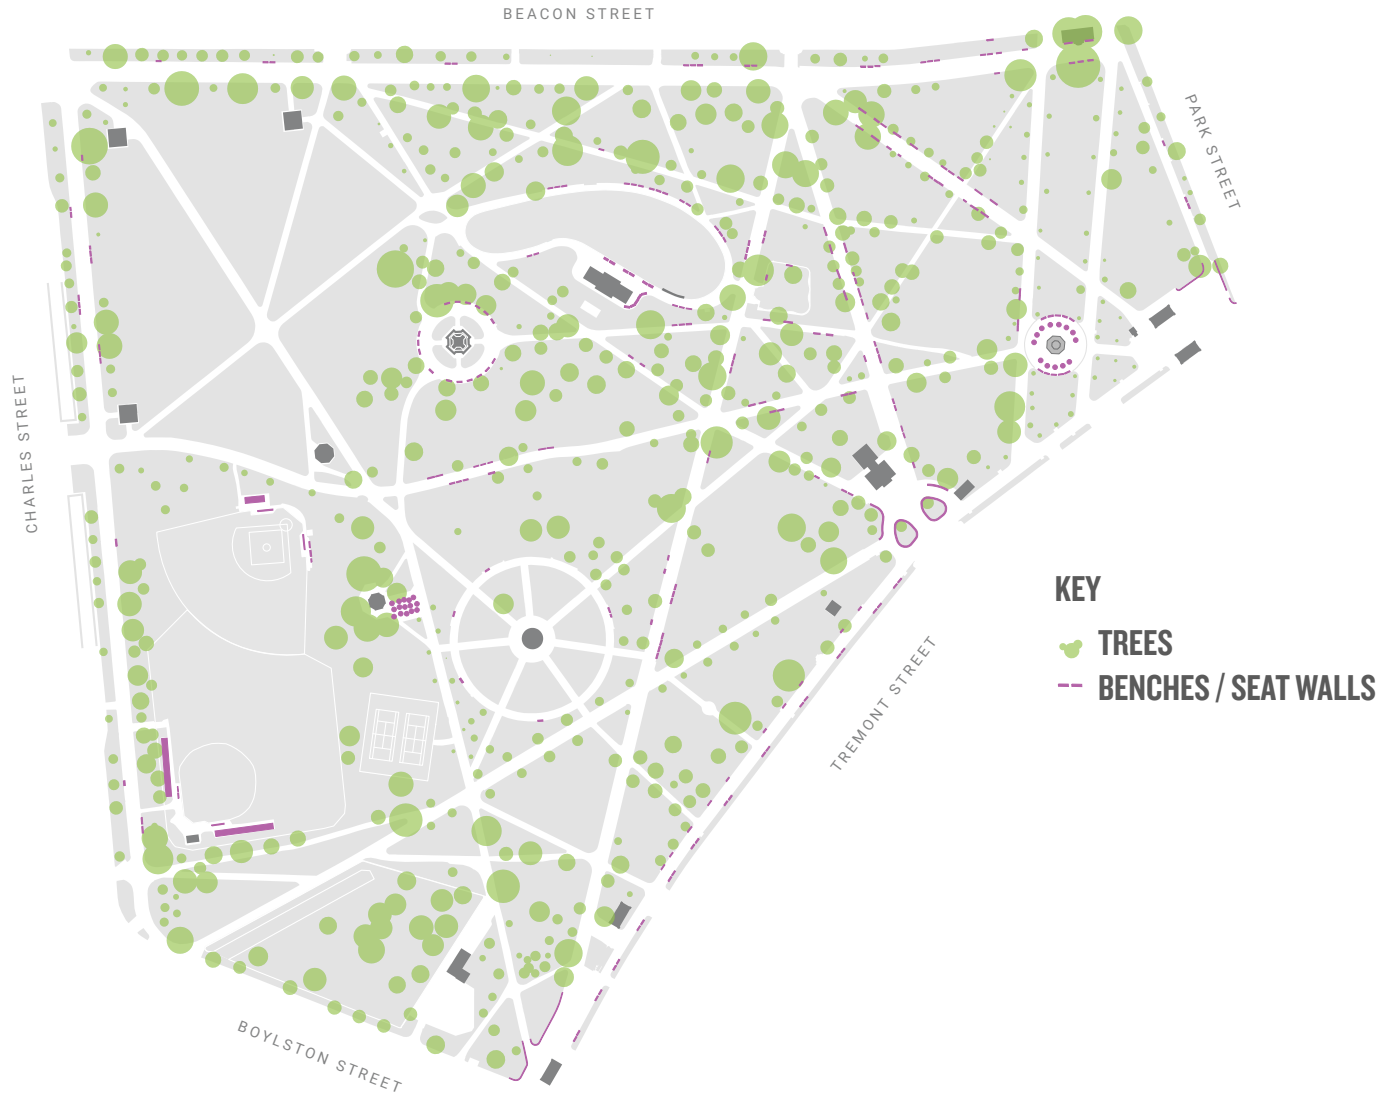 BEACON STREET
PARK STREET
CHARLES STREET
KEY
TREES
BENCHES / SEAT WALLS
TREMONT STREET
BOYLSTON STREET